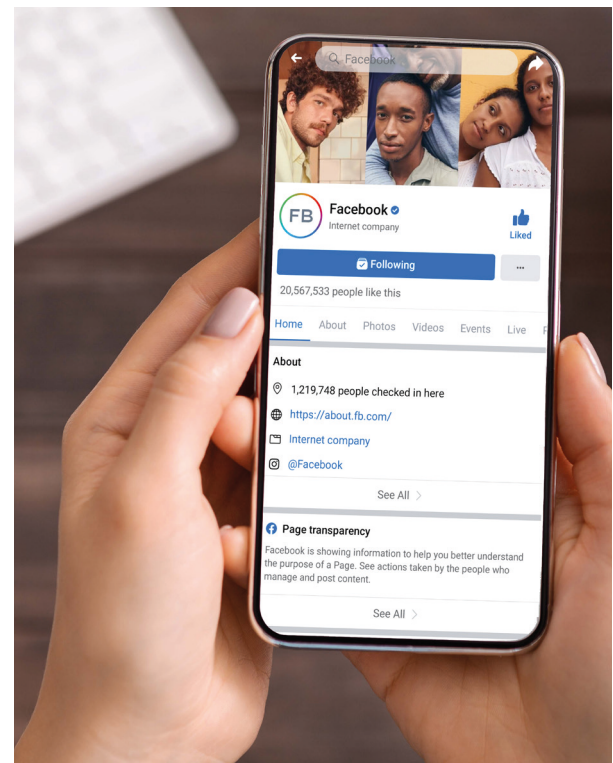 Facebook
FB
Facebook
Internet company
Liked
Following
...
20,567,533 people like this
Home About Photos Videos Events Live
About
1,219,748 people checked in here
https://about.fb.com/
Internet company
@Facebook
See All >
Page transparency
Facebook is showing information to help you better understand
the purpose of a Page. See actions taken by the people who
manage and post content.
See All >